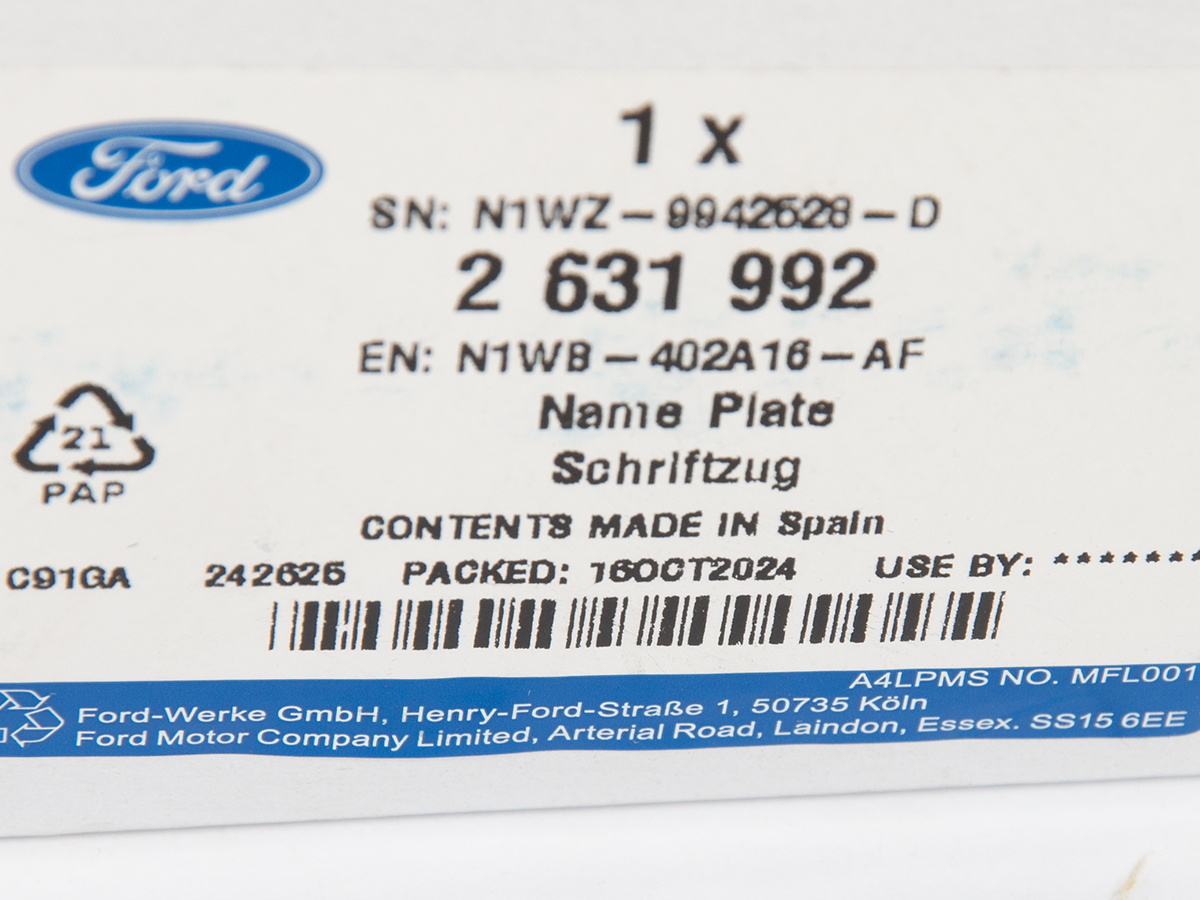 Ford
1 x
SN: N1WZ-9942528-D
2 631 992
EN: N1WB-402A16-AF
Name Plate
Schriftzug
21
PAP
CONTENTS MADE IN Spain
C91GA 242625 PACKED: 16OCT2024 USE BY: *******
A4LPMS NO. MFL001
Ford-Werke GmbH, Henry-Ford-Straße 1, 50735 Köln
Ford Motor Company Limited, Arterial Road, Laindon, Essex. SS15 6EE